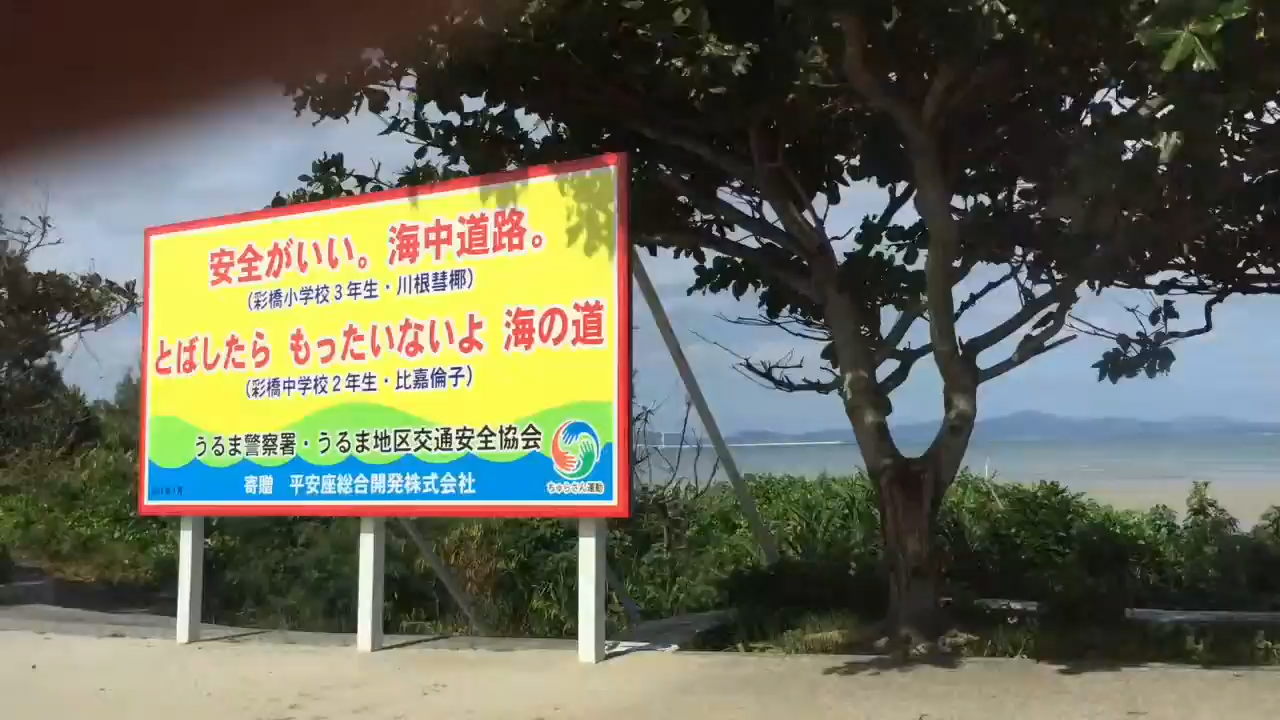 安全がいい。海中道路。
（彩橋小学校３年生・川根彗椰）
とばしたら もったいないよ 海の道
（彩橋中学校２年生・比嘉倫子）
うるま警察署・うるま地区交通安全協会
寄贈 平安座総合開発株式会社
ちゅらさん運動